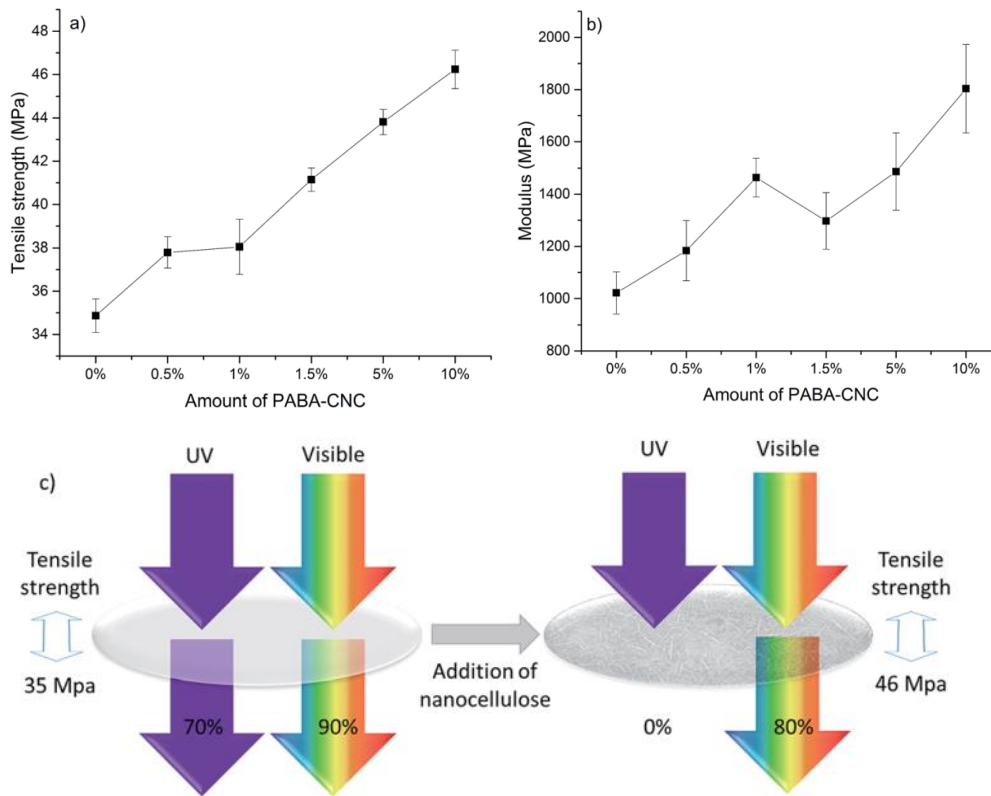 a)
Tensile strength (MPa)
48
46
44
42
40
38
36
34
0%
0.5%
1%
1.5%
5%
10%
Amount of PABA-CNC
b)
Modulus (MPa)
2000
1800
1600
1400
1200
1000
800
0%
0.5%
1%
1.5%
5%
10%
Amount of PABA-CNC
c)
UV
Visible
Tensile
strength
35 Mpa
70%
90%
Addition of
nanocellulose
UV
Visible
0%
80%
Tensile
strength
46 Mpa